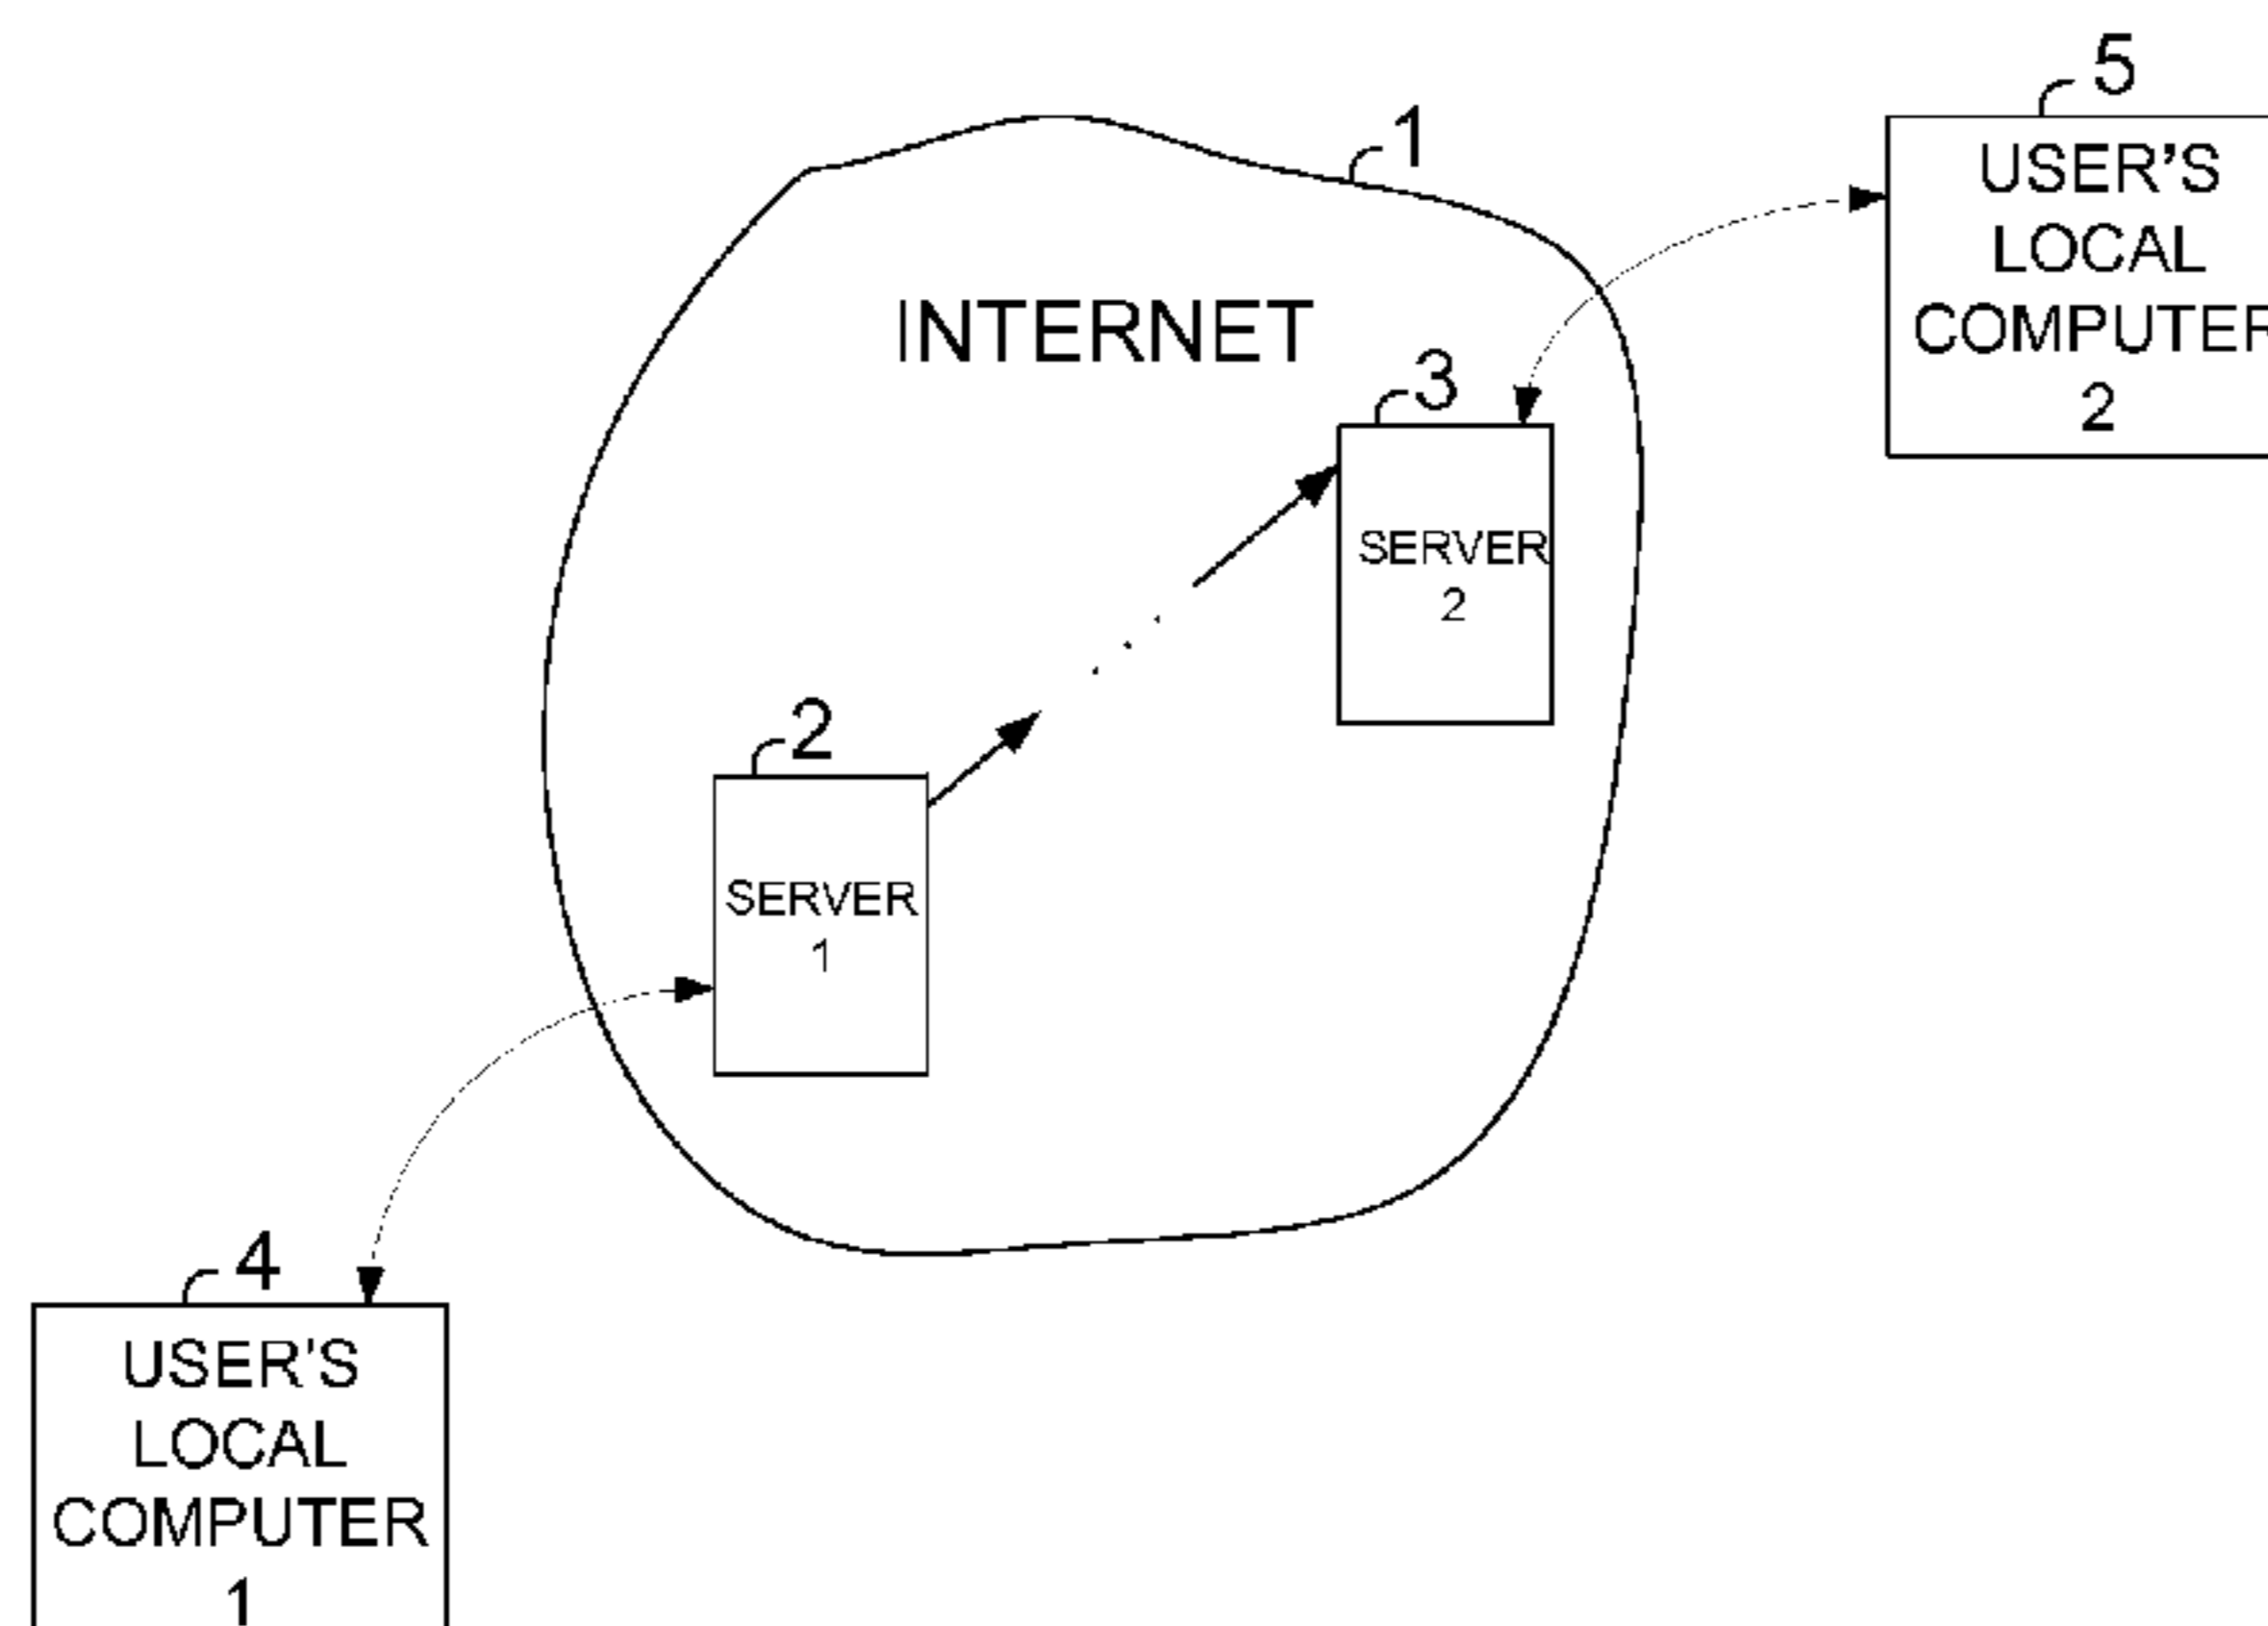 5
USER'S
LOCAL
COMPUTER
2
1
INTERNET
3
SERVER
2
2
SERVER
1
4
USER'S
LOCAL
COMPUTER
1